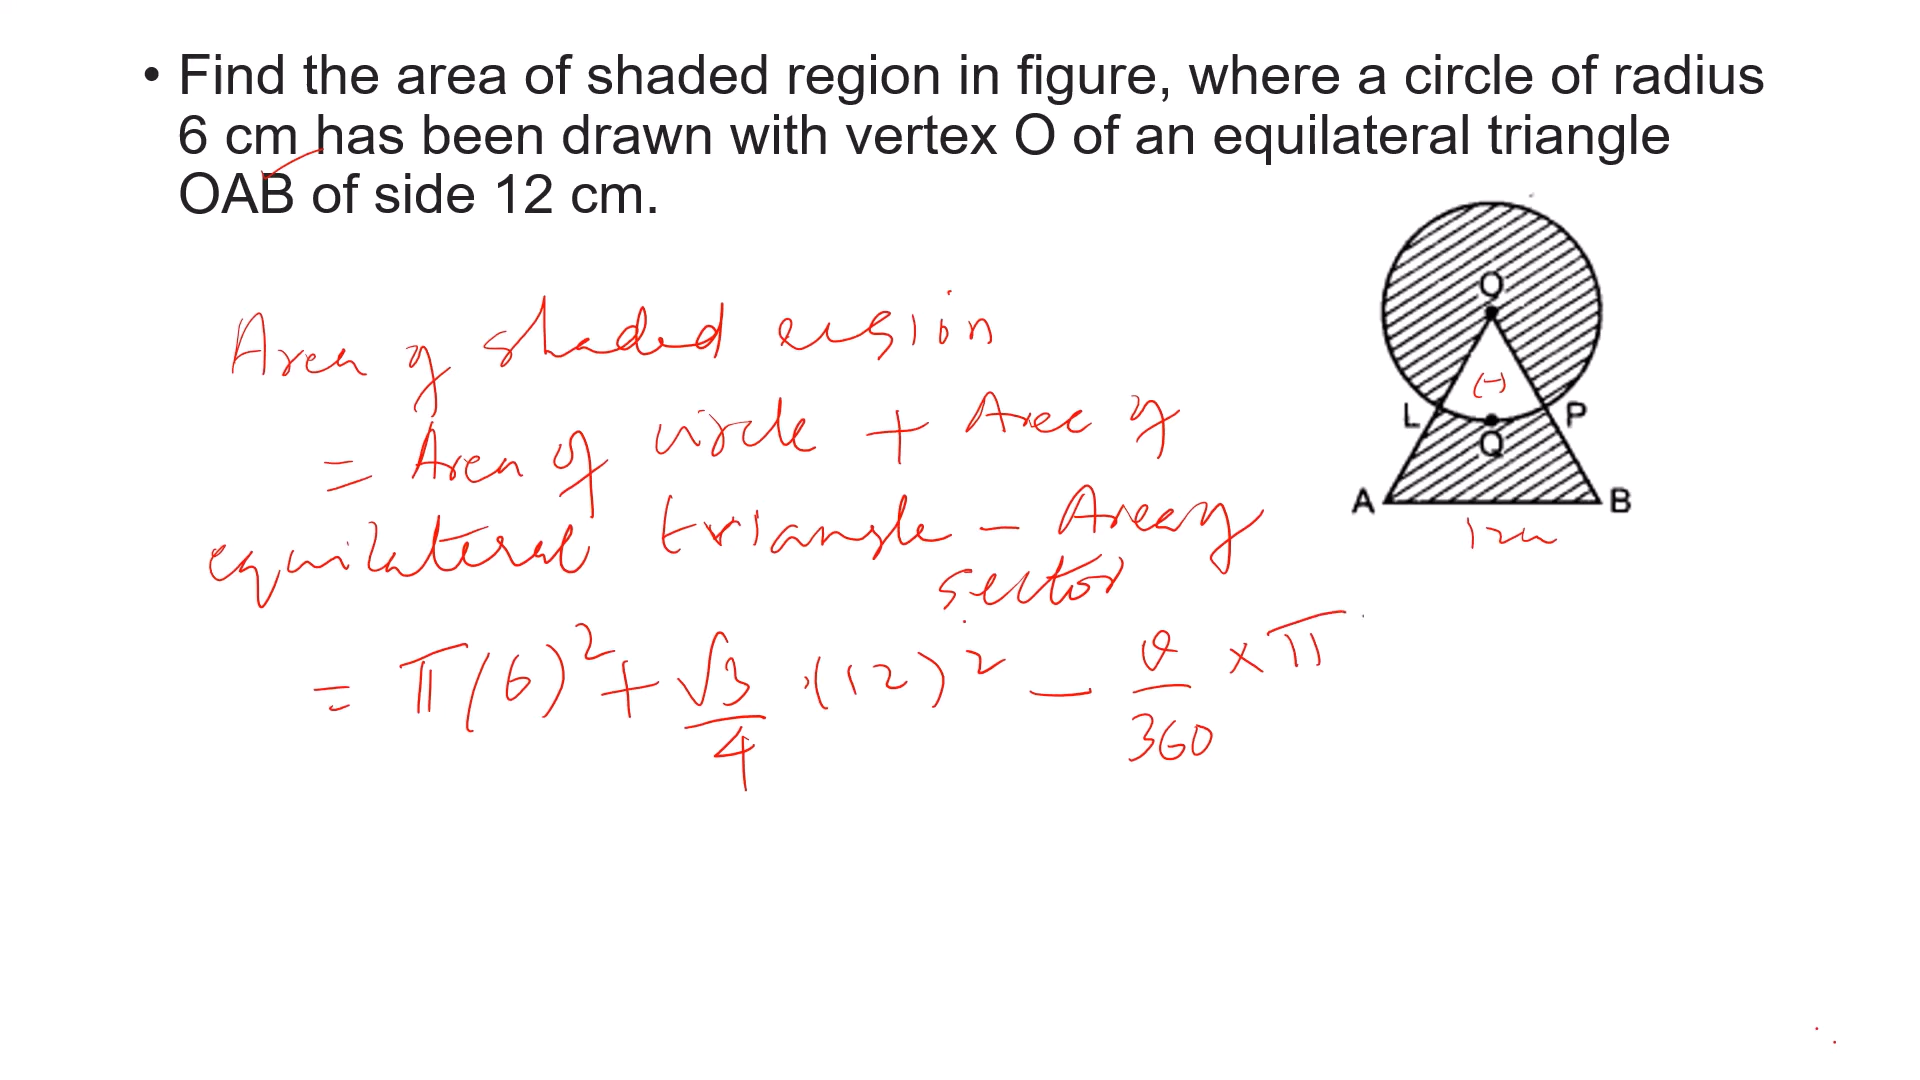 • Find the area of shaded region in figure, where a circle of radius
6 cm has been drawn with vertex O of an equilateral triangle
OAB of side 12 cm.
O
(-)
L P
Q
A B
12
Area of shaded region
= Area of circle + Area of
equilateral triangle - Area of
sector
= π(6)² + √3/4 · (12)² - θ/360 × π